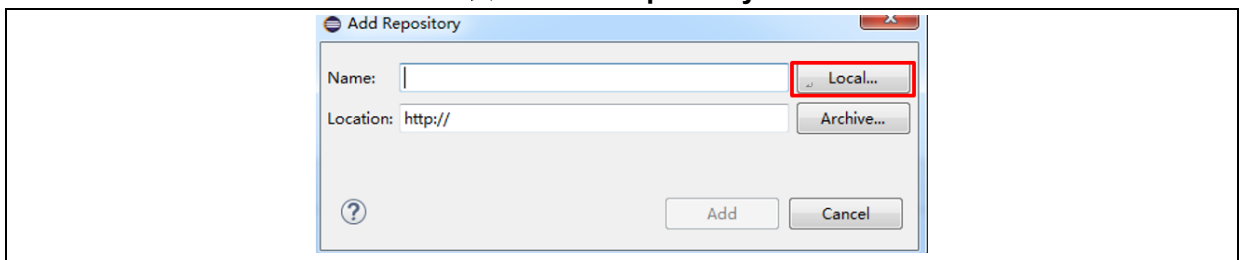 Add Repository
Name: Local...
Location: http:// Archive...
Add Cancel